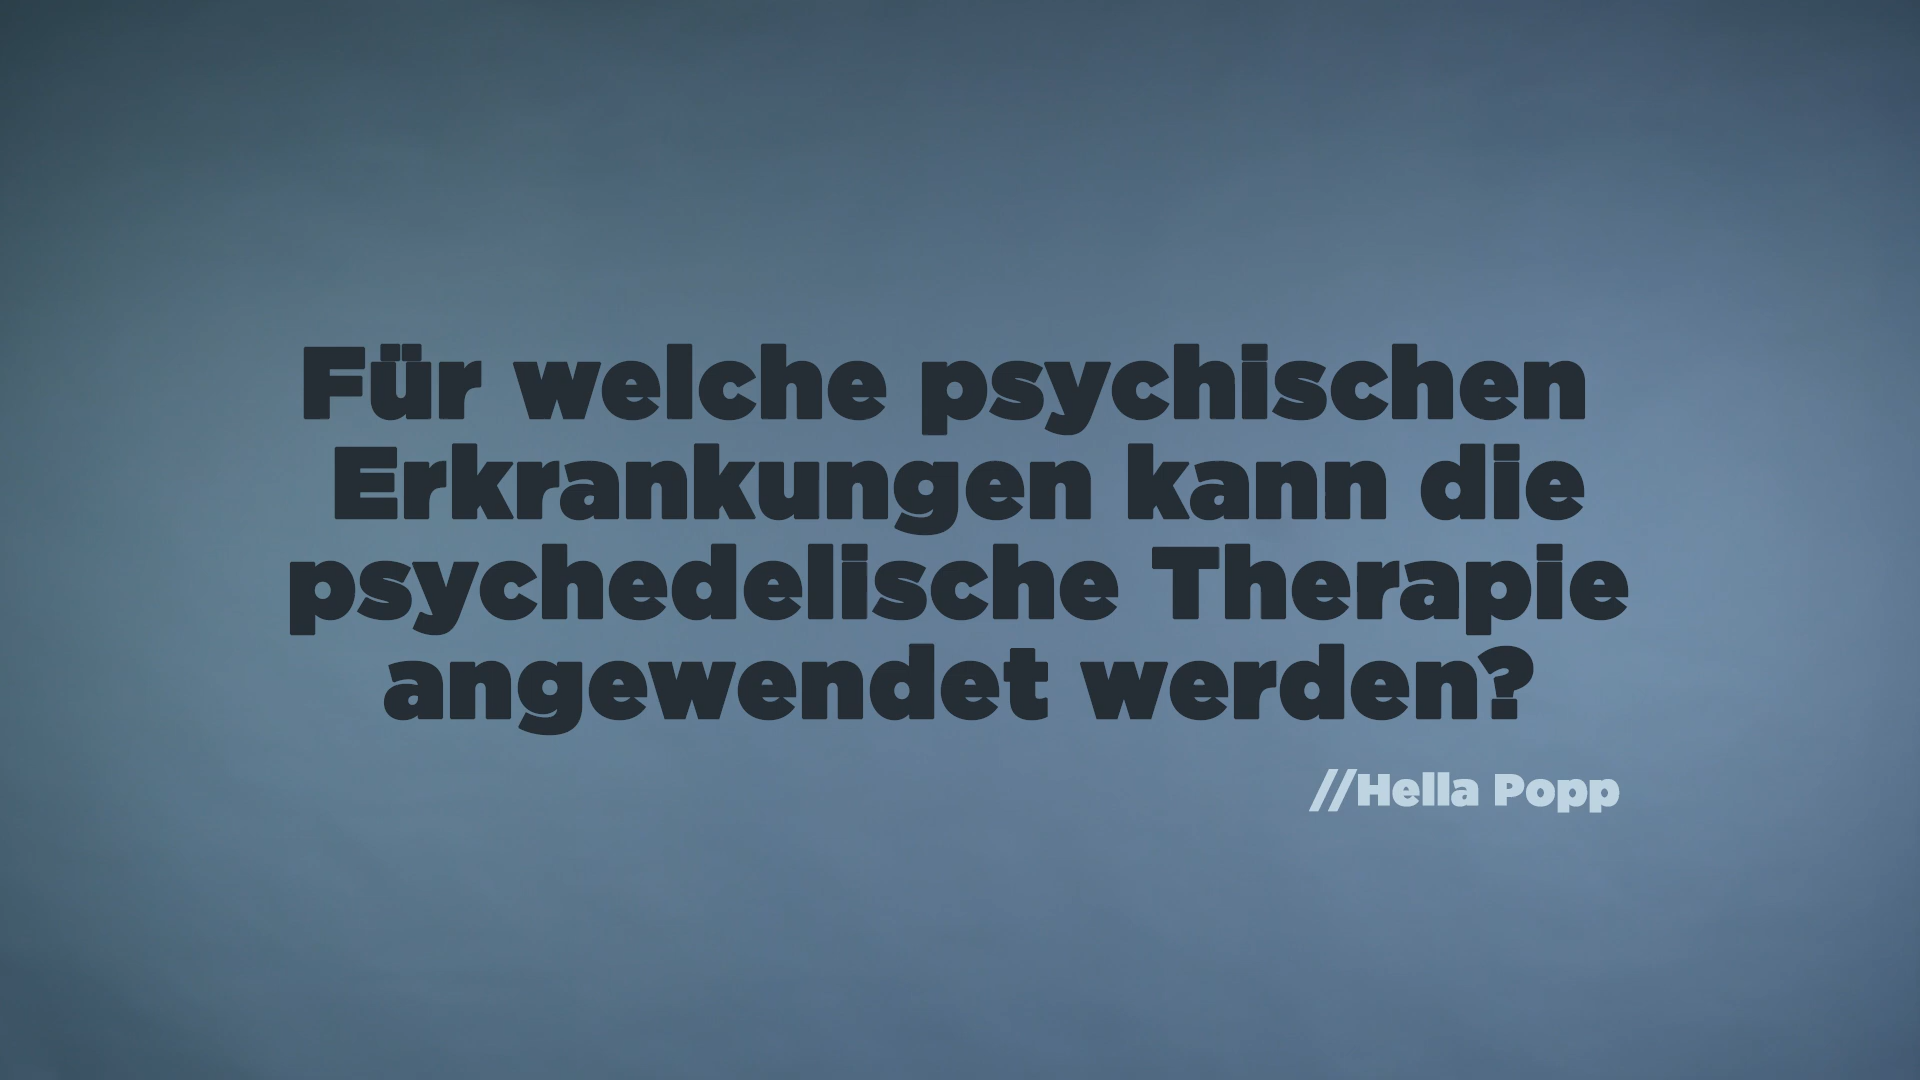 Für welche psychischen
Erkrankungen kann die
psychedelische Therapie
angewendet werden?
//Hella Popp